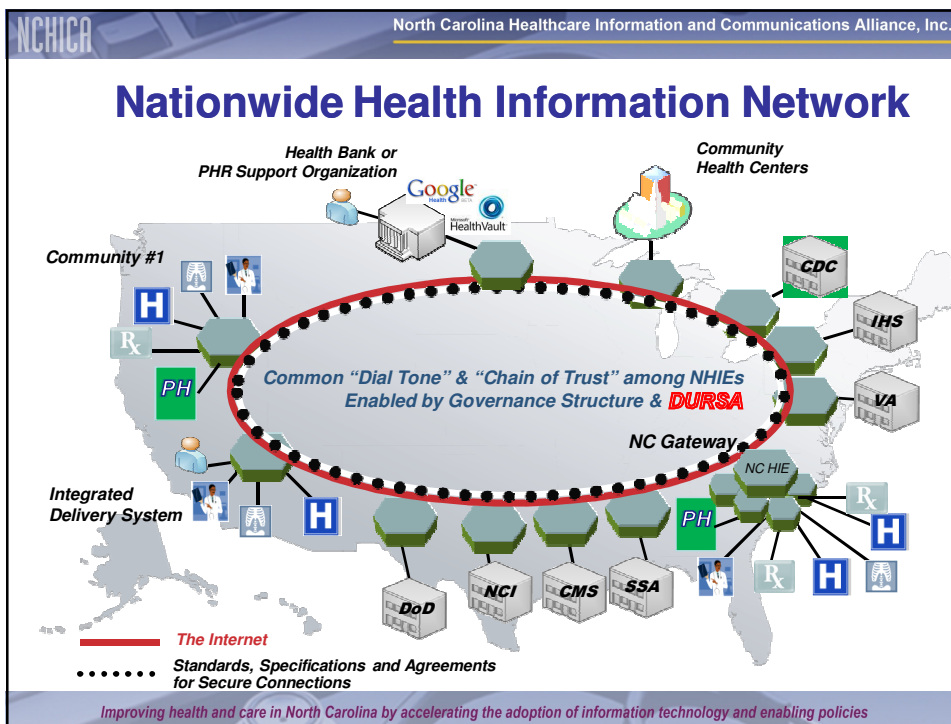 NCHICA
North Carolina Healthcare Information and Communications Alliance, Inc.
Nationwide Health Information Network
Health Bank or
PHR Support Organization
Google
Health BETA
Microsoft
HealthVault
Community
Health Centers
Community #1
H
Rx
PH
CDC
IHS
VA
Common “Dial Tone” & “Chain of Trust” among NHIEs
Enabled by Governance Structure & DURSA
NC Gateway
NC HIE
Integrated
Delivery System
H
PH
Rx
H
Rx
H
DoD
NCI
CMS
SSA
The Internet
Standards, Specifications and Agreements
for Secure Connections
Improving health and care in North Carolina by accelerating the adoption of information technology and enabling policies